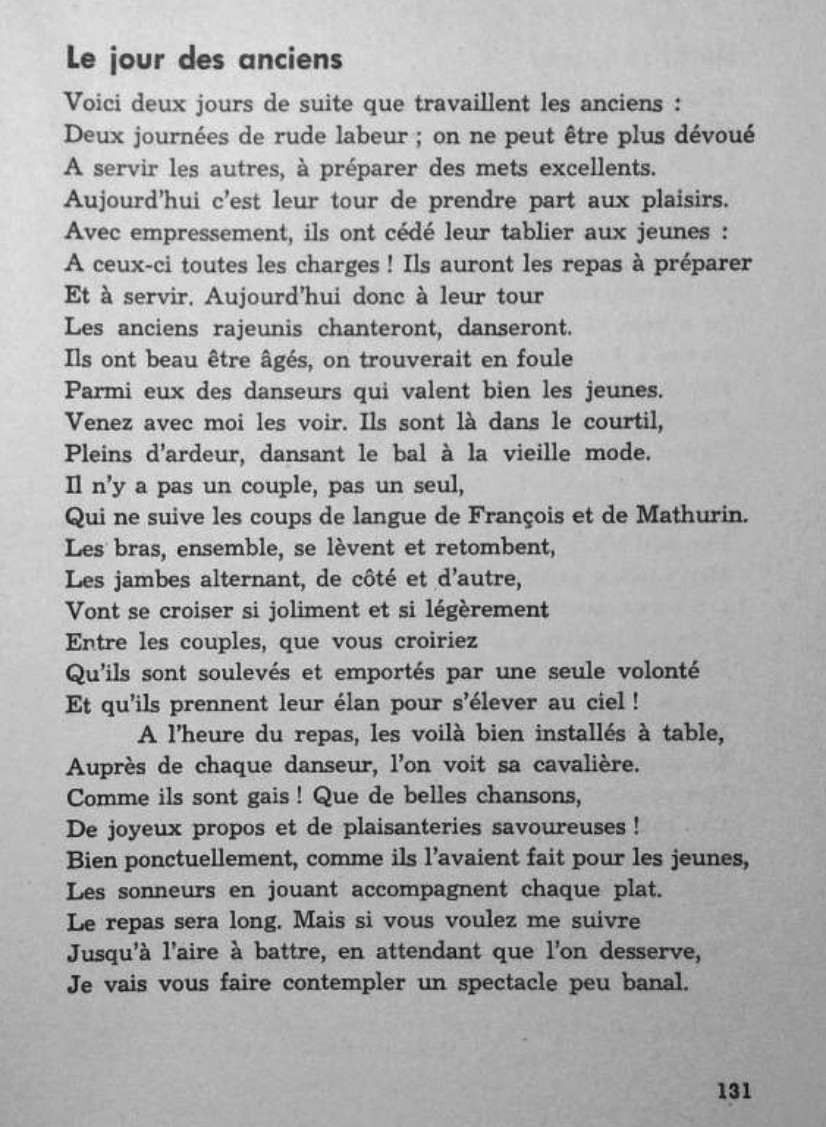 Le jour des anciens
Voici deux jours de suite que travaillent les anciens :
Deux journées de rude labeur ; on ne peut être plus dévoué
A servir les autres, à préparer des mets excellents.
Aujourd'hui c'est leur tour de prendre part aux plaisirs.
Avec empressement, ils ont cédé leur tablier aux jeunes :
A ceux-ci toutes les charges ! Ils auront les repas à préparer
Et à servir. Aujourd'hui donc à leur tour
Les anciens rajeunis chanteront, danseront.
Ils ont beau être âgés, on trouverait en foule
Parmi eux des danseurs qui valent bien les jeunes.
Venez avec moi les voir. Ils sont là dans le courtil,
Pleins d'ardeur, dansant le bal à la vieille mode.
Il n'y a pas un couple, pas un seul,
Qui ne suive les coups de langue de François et de Mathurin.
Les bras, ensemble, se lèvent et retombent,
Les jambes alternant, de côté et d'autre,
Vont se croiser si joliment et si légèrement
Entre les couples, que vous croiriez
Qu'ils sont soulevés et emportés par une seule volonté
Et qu'ils prennent leur élan pour s'élever au ciel !
A l'heure du repas, les voilà bien installés à table,
Auprès de chaque danseur, l'on voit sa cavalière.
Comme ils sont gais ! Que de belles chansons,
De joyeux propos et de plaisanteries savoureuses !
Bien ponctuellement, comme ils l'avaient fait pour les jeunes,
Les sonneurs en jouant accompagnent chaque plat.
Le repas sera long. Mais si vous voulez me suivre
Jusqu'à l'aire à battre, en attendant que l'on desserve,
Je vais vous faire contempler un spectacle peu banal.
131